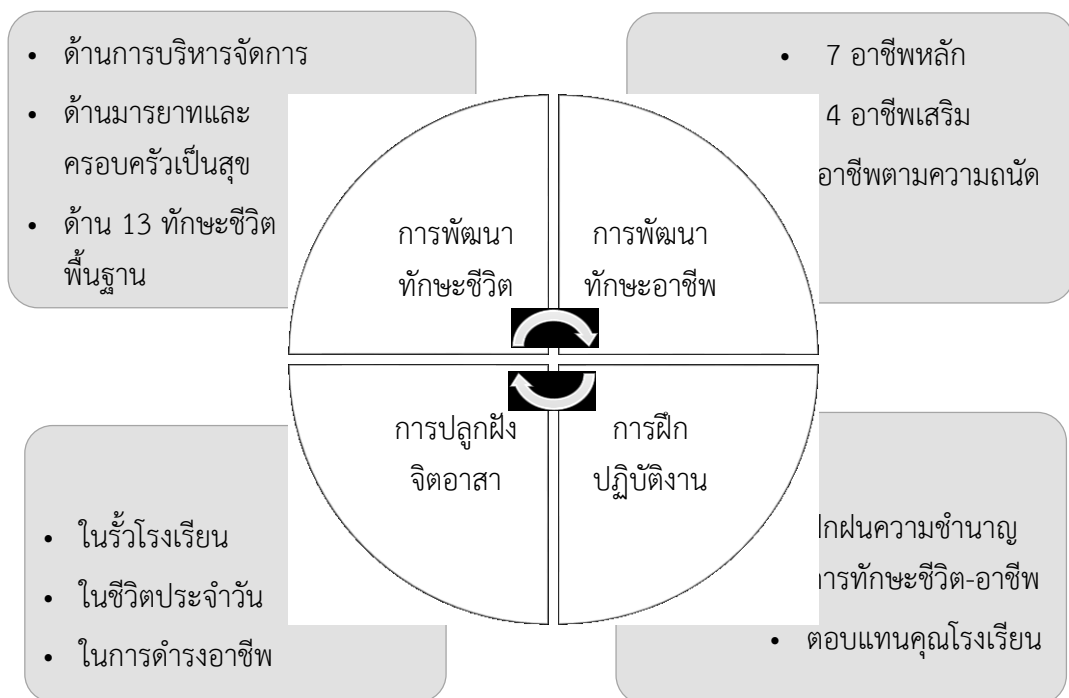 • ด้านการบริหารจัดการ
• ด้านมารยาทและ
ครอบครัวเป็นสุข
• ด้าน 13 ทักษะชีวิต
พื้นฐาน
• 7 อาชีพหลัก
4 อาชีพเสริม
อาชีพตามความถนัด
การพัฒนา
ทักษะชีวิต
การพัฒนา
ทักษะอาชีพ
การปลูกฝัง
จิตอาสา
การฝึก
ปฏิบัติงาน
• ในรั้วโรงเรียน
• ในชีวิตประจำวัน
• ในการดำรงอาชีพ
ความชำนาญ
ทักษะชีวิต-อาชีพ
• ตอบแทนคุณโรงเรียน